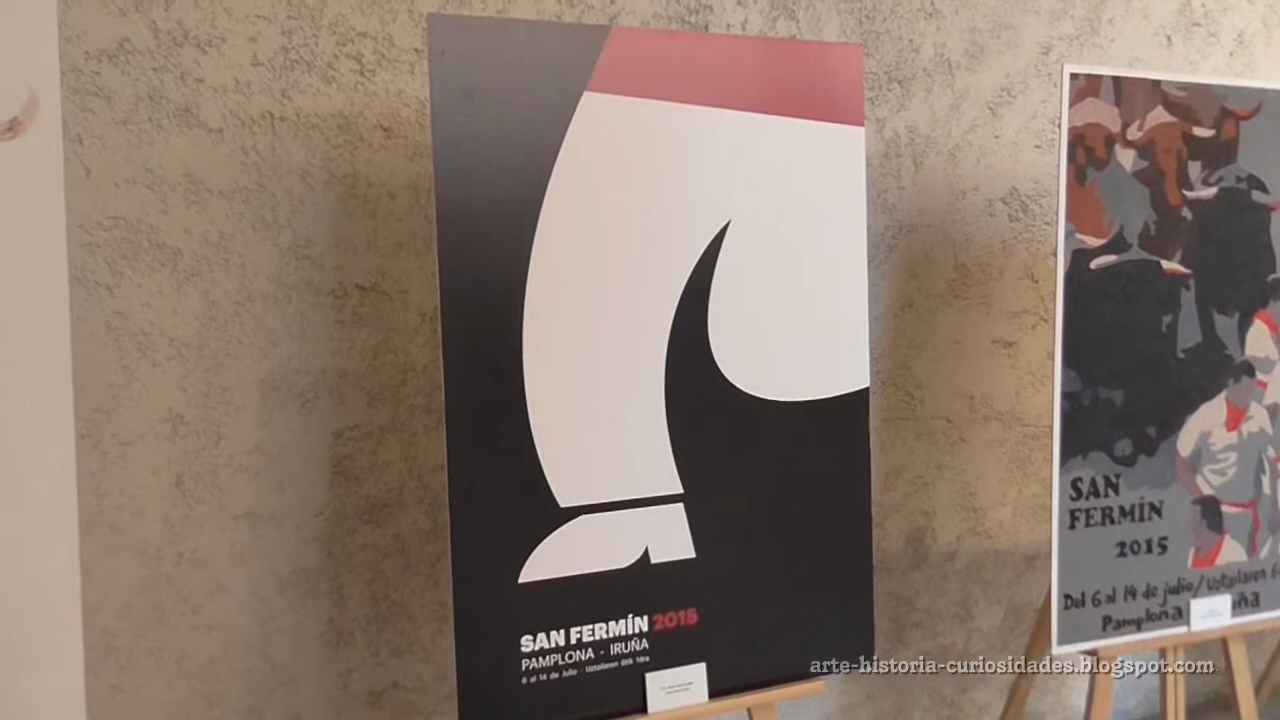 SAN FERMÍN 2015
PAMPLONA - IRUÑA
6 al 14 de Julio · Uztailaren 6tik 14ra
SAN
FERMÍN
2015
Del 6 al 14 de julio/Uztailaren 6
Pamplona
arte-historia-curiosidades.blogspot.com